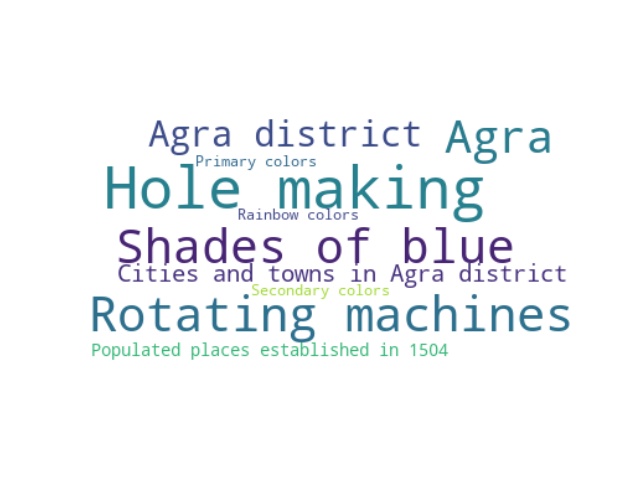 Agra district
Agra
Primary colors
Hole making
Rainbow colors
Shades of blue
Cities and towns in Agra district
Secondary colors
Rotating machines
Populated places established in 1504